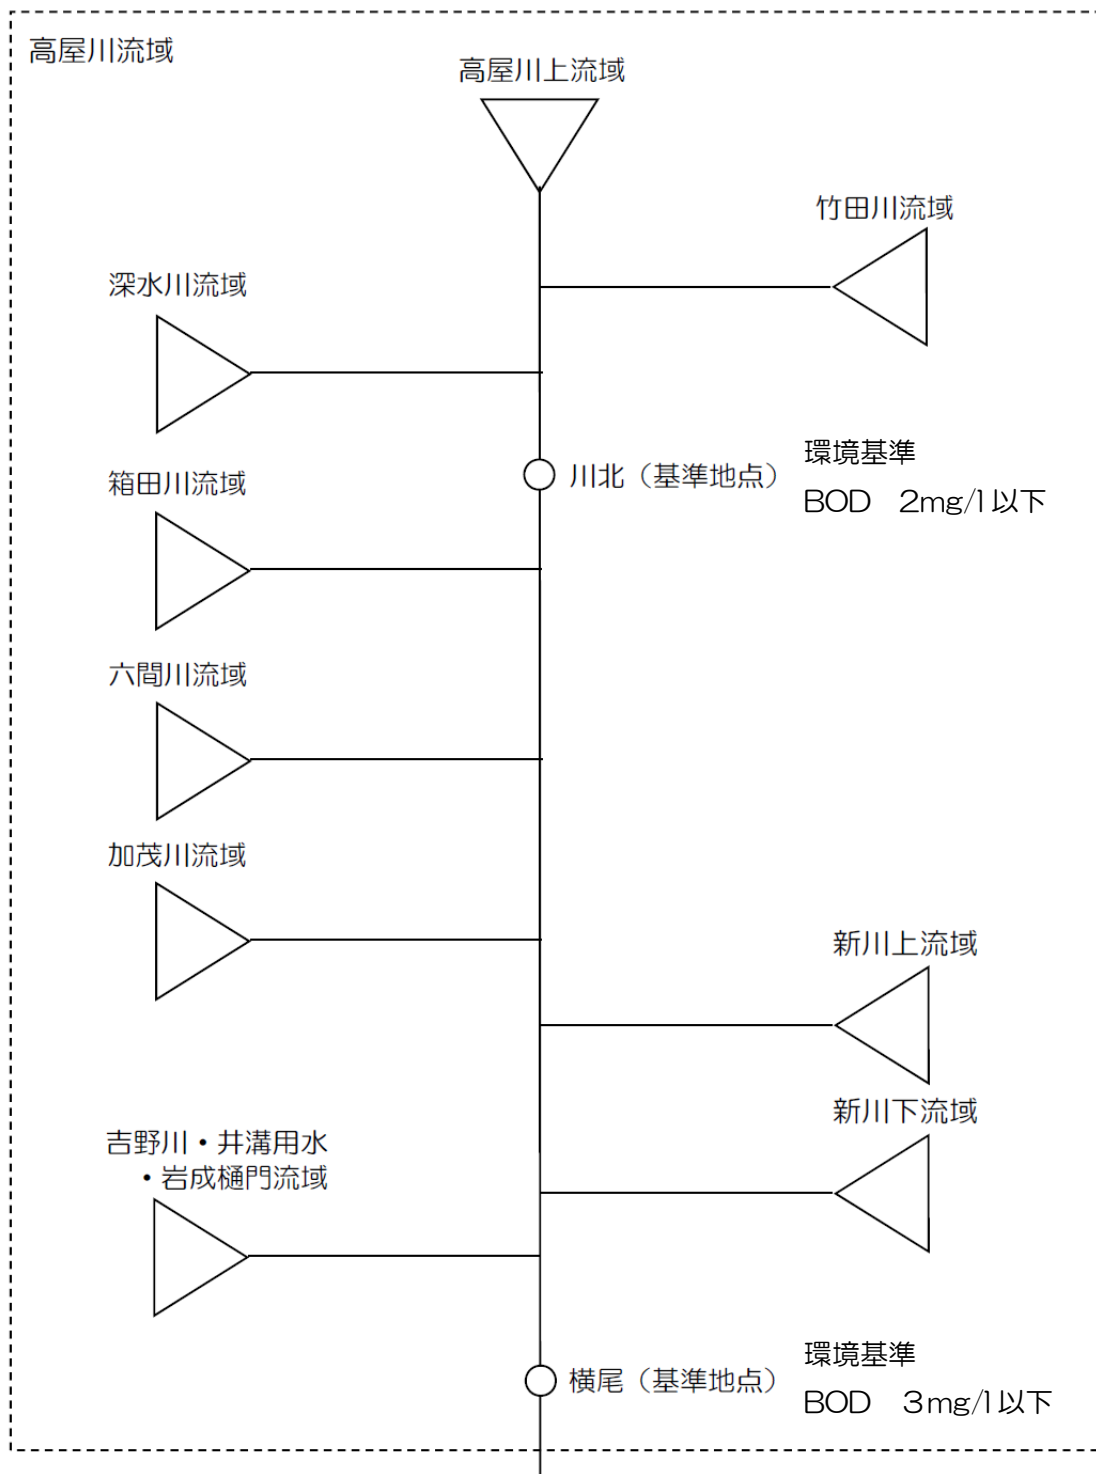 高屋川流域
高屋川上流域
竹田川流域
深水川流域
環境基準
川北（基準地点）
BOD　2mg/l以下
箱田川流域
六間川流域
加茂川流域
新川上流域
新川下流域
吉野川・井溝用水
・岩成樋門流域
環境基準
横尾（基準地点）
BOD　3mg/l以下